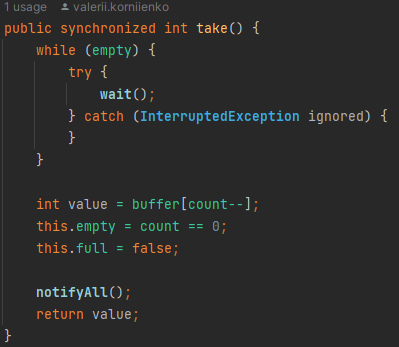 1 usage valerii.korniienko
public synchronized int take() {
    while (empty) {
        try {
            wait();
        } catch (InterruptedException ignored) {
        }
    }

    int value = buffer[count--];
    this.empty = count == 0;
    this.full = false;

    notifyAll();
    return value;
}